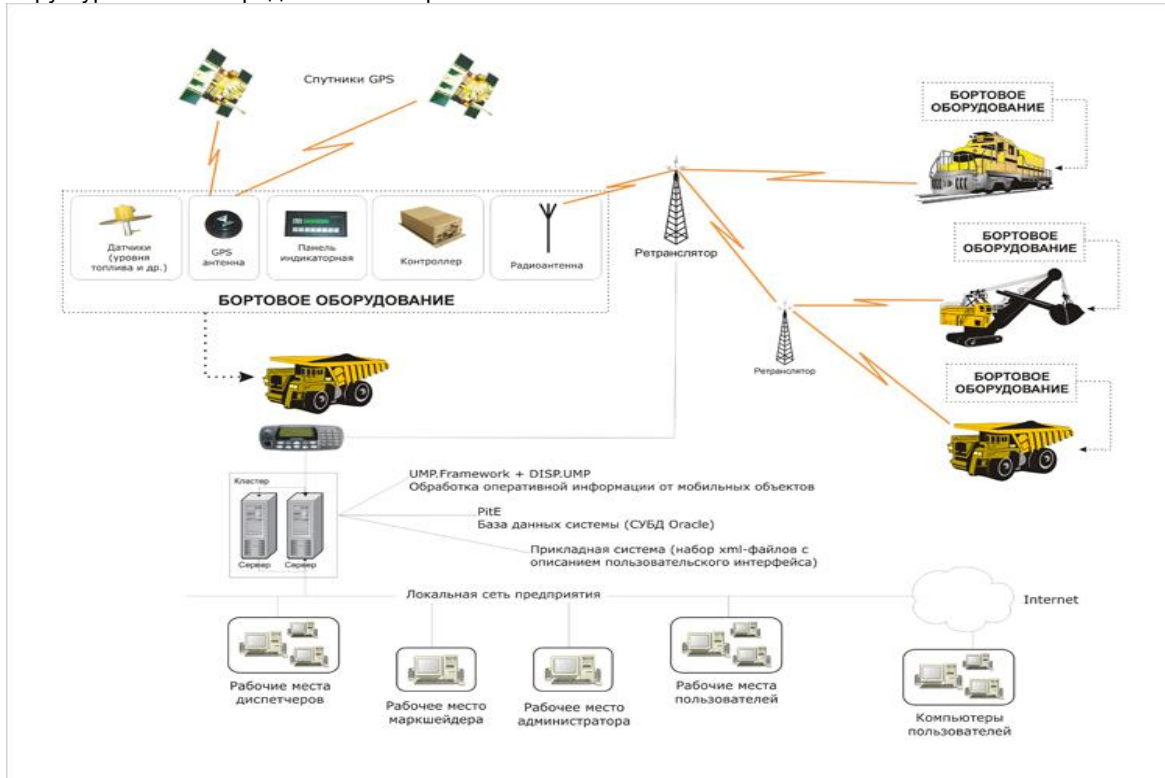 Спутники GPS
БОРТОВОЕ
ОБОРУДОВАНИЕ
Датчики
(уровня
топлива и др.)
GPS
антенна
Панель
индикаторная
Контроллер
Радиоантенна
БОРТОВОЕ ОБОРУДОВАНИЕ
Ретранслятор
БОРТОВОЕ
ОБОРУДОВАНИЕ
Ретранслятор
БОРТОВОЕ
ОБОРУДОВАНИЕ
UMP.Framework + DISP.UMP
Обработка оперативной информации от мобильных объектов
Кластер
PitE
База данных системы (СУБД Oracle)
Прикладная система (набор xml-файлов с
описанием пользовательского интерфейса)
Сервер
Сервер
Локальная сеть предприятия
Internet
Рабочие места
диспетчеров
Рабочее место
маркшейдера
Рабочее место
администратора
Рабочие места
пользователей
Компьютеры
пользователей